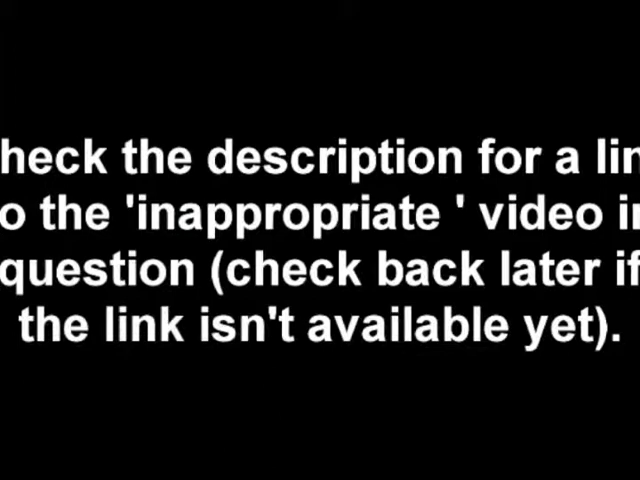 heck the description for a lin
o the 'inappropriate ' video in
question (check back later if
the link isn't available yet).